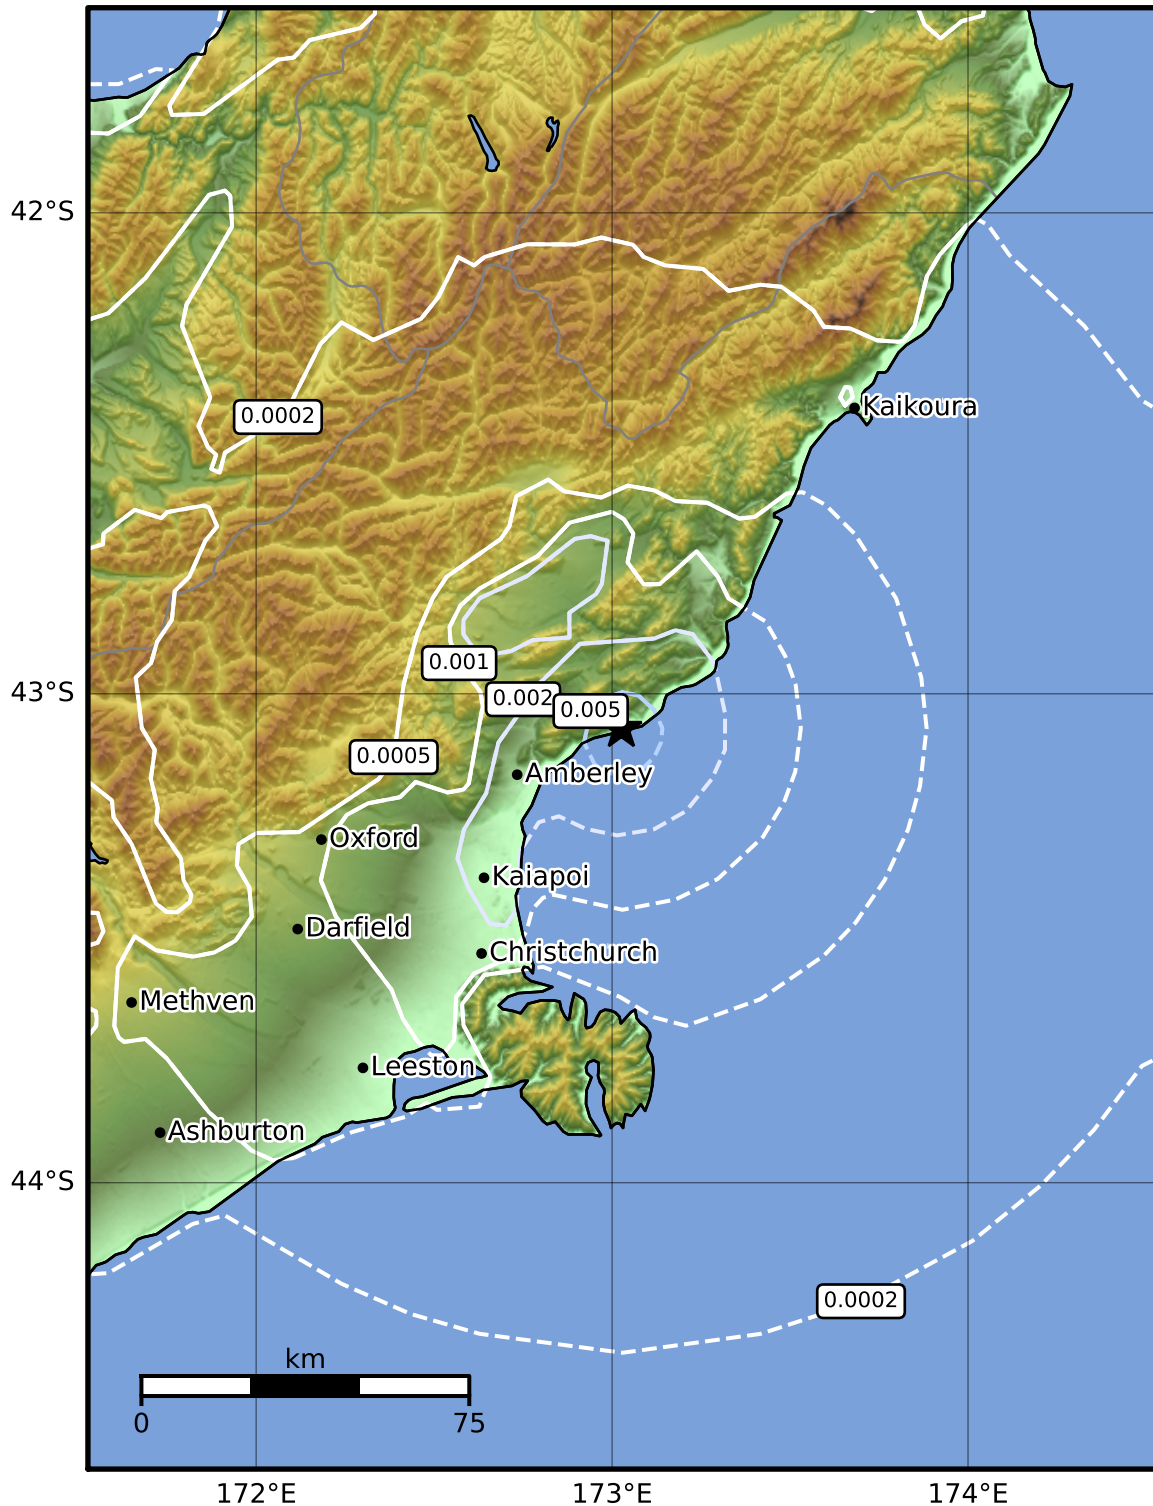 42°S
0.0002
Kaikoura
0.001
43°S
0.002
0.005
0.0005
Amberley
Oxford
Kaiapoi
Darfield
Christchurch
Methven
Leeston
Ashburton
44°S
0.0002
km
0
75
172°E
173°E
174°E